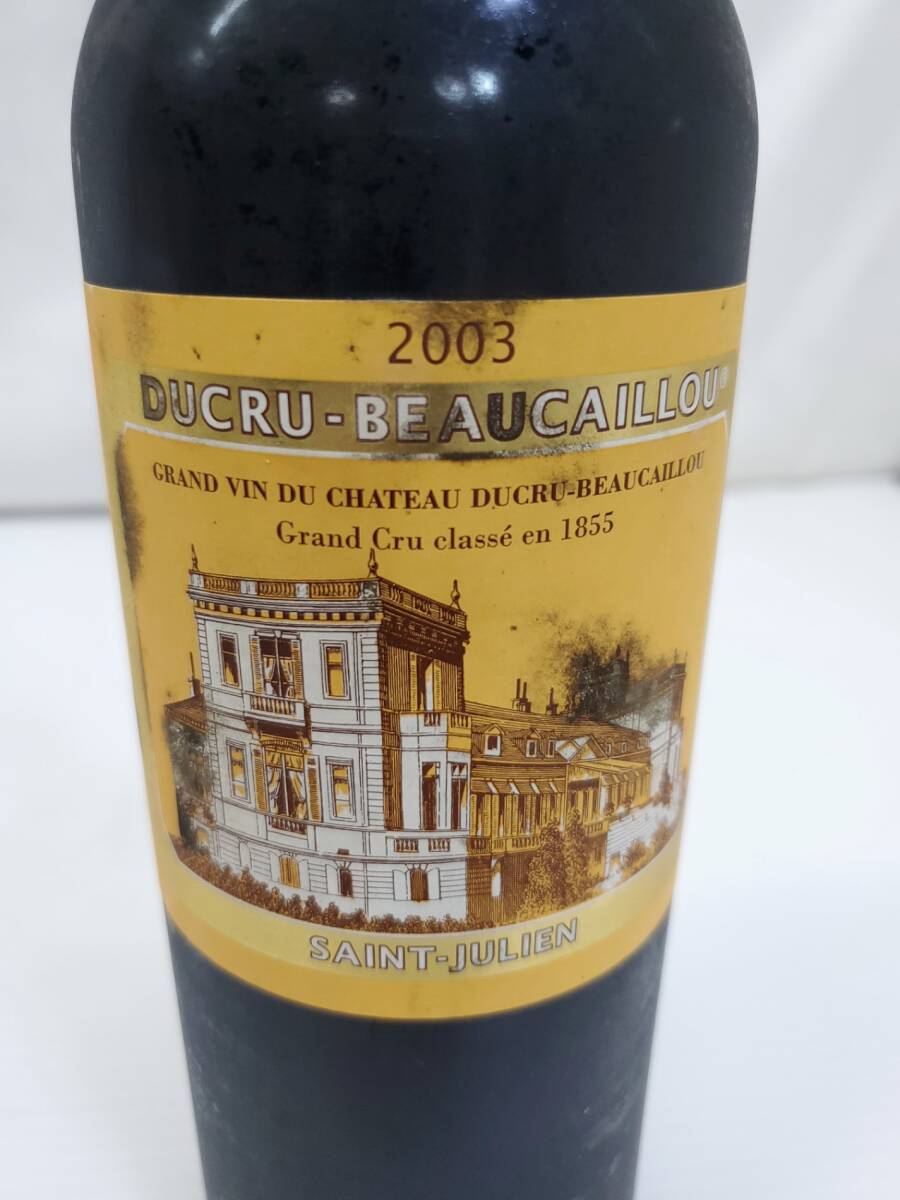 2003
DUCRU-BEAUCAILLOU®
GRAND VIN DU CHATEAU DUCRU-BEAUCAILLOU
Grand Cru classé en 1855
SAINT-JULIEN